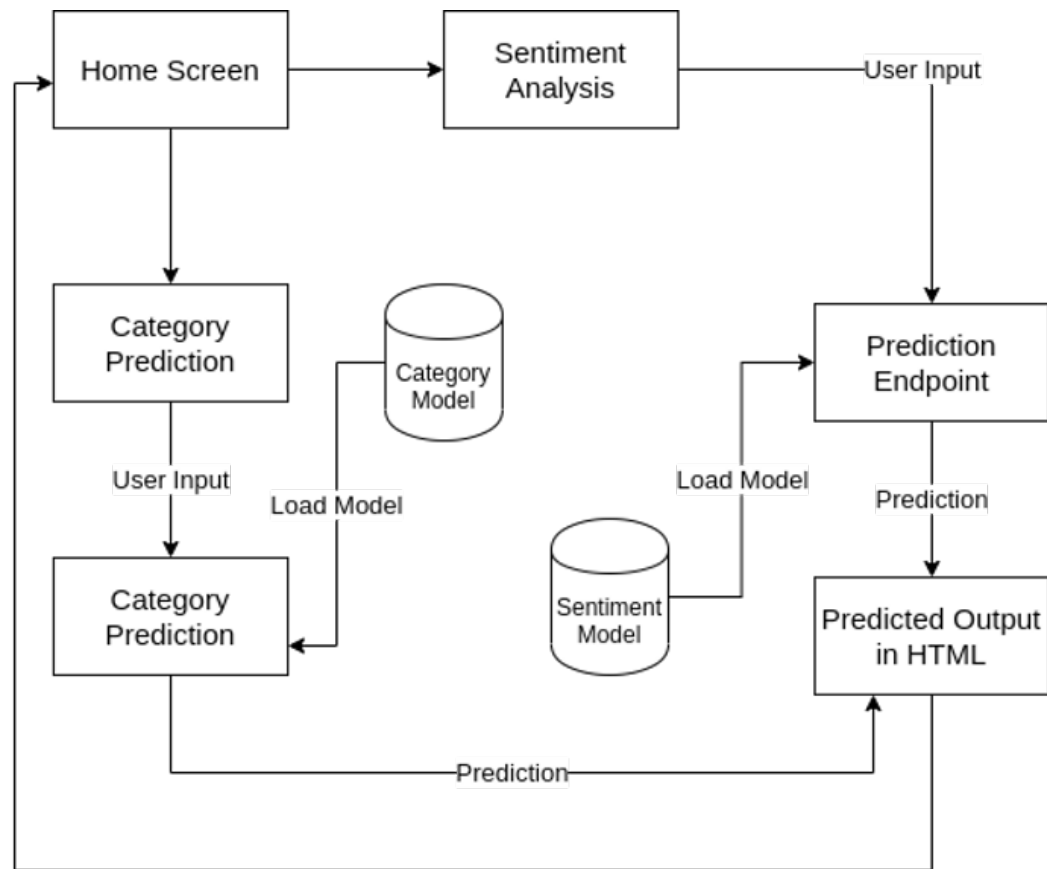 Home Screen
Sentiment
Analysis
User Input
Category
Prediction
Category
Model
Prediction
Endpoint
User Input
Load Model
Load Model
Prediction
Category
Prediction
Sentiment
Model
Predicted Output
in HTML
Prediction